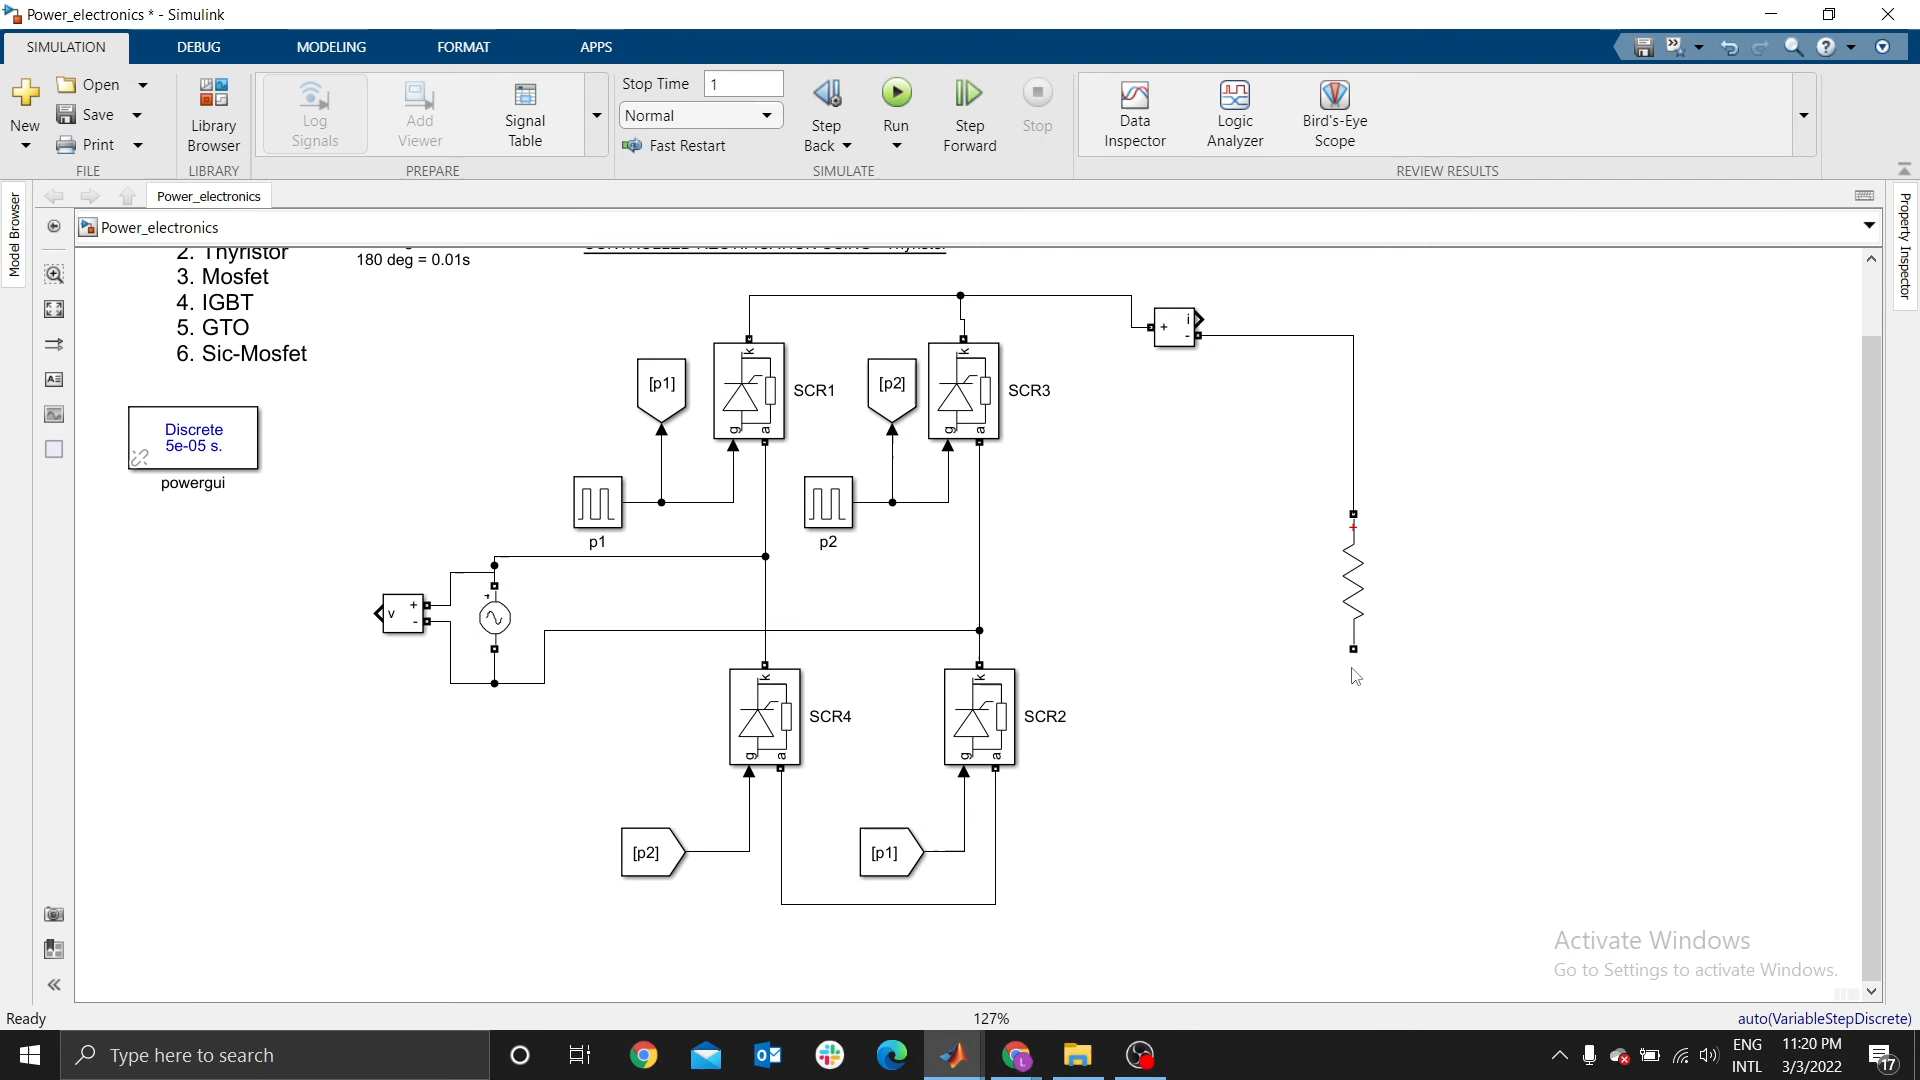 Power_electronics * - Simulink
SIMULATION DEBUG MODELING FORMAT APPS
New
Open
Save
Print
FILE
Library
Browser
LIBRARY
Log
Signals
Add
Viewer
Signal
Table
PREPARE
Stop Time 1
Normal
Fast Restart
Step
Back
Run
Step
Forward
Stop
SIMULATE
Data
Inspector
Logic
Analyzer
Bird's-Eye
Scope
REVIEW RESULTS
Model Browser
Power_electronics
Power_electronics
Property Inspector
2. Thyristor
3. Mosfet
4. IGBT
5. GTO
6. Sic-Mosfet
180 deg = 0.01s
Discrete
5e-05 s.
powergui
[p1]
k
g a
SCR1
[p2]
k
g a
SCR3
i
+
-
p1
p2
+
v
+
-
+
k
g a
SCR4
k
g a
SCR2
[p2]
[p1]
Activate Windows
Go to Settings to activate Windows.
Ready
127%
auto(VariableStepDiscrete)
Type here to search
ENG
INTL
11:20 PM
3/3/2022
17